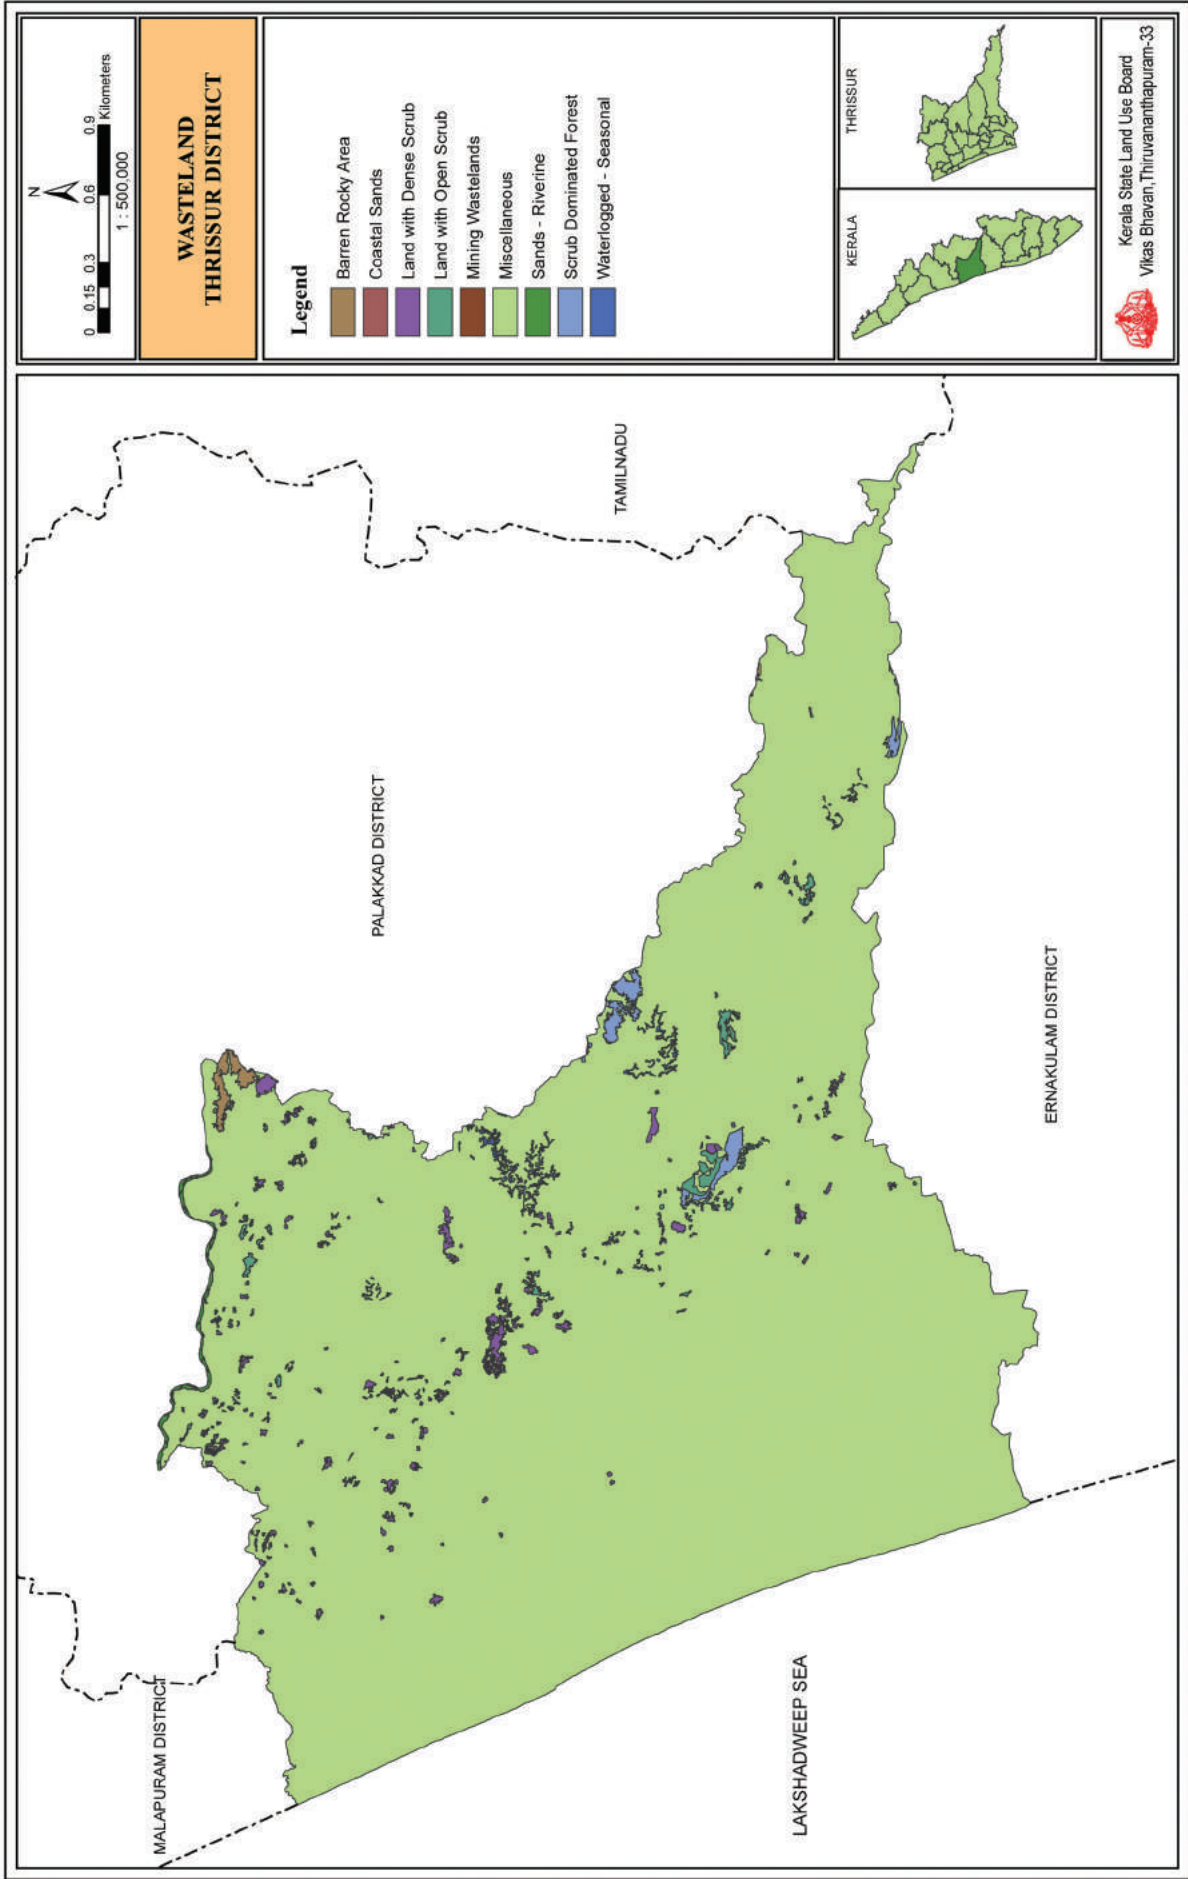 N
0 0.15 0.3 0.6 0.9
Kilometers
1 : 500,000
WASTELAND
THRISSUR DISTRICT
Legend
Barren Rocky Area
Coastal Sands
Land with Dense Scrub
Land with Open Scrub
Mining Wastelands
Miscellaneous
Sands - Riverine
Scrub Dominated Forest
Waterlogged - Seasonal
KERALA
THRISSUR
Kerala State Land Use Board
Vikas Bhavan,Thiruvananthapuram-33
MALAPURAM DISTRICT
PALAKKAD DISTRICT
TAMILNADU
LAKSHADWEEP SEA
ERNAKULAM DISTRICT